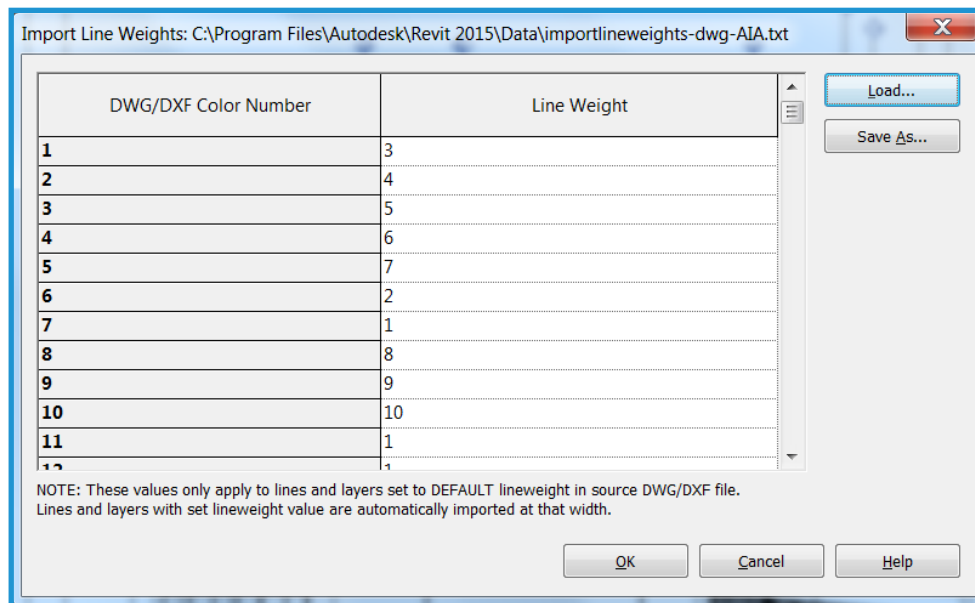 Import Line Weights: C:\Program Files\Autodesk\Revit 2015\Data\importlineweights-dwg-AIA.txt
X
DWG/DXF Color Number Line Weight
Load...
Save As...
1 3
2 4
3 5
4 6
5 7
6 2
7 1
8 8
9 9
10 10
11 1
12 1
NOTE: These values only apply to lines and layers set to DEFAULT lineweight in source DWG/DXF file.
Lines and layers with set lineweight value are automatically imported at that width.
OK Cancel Help